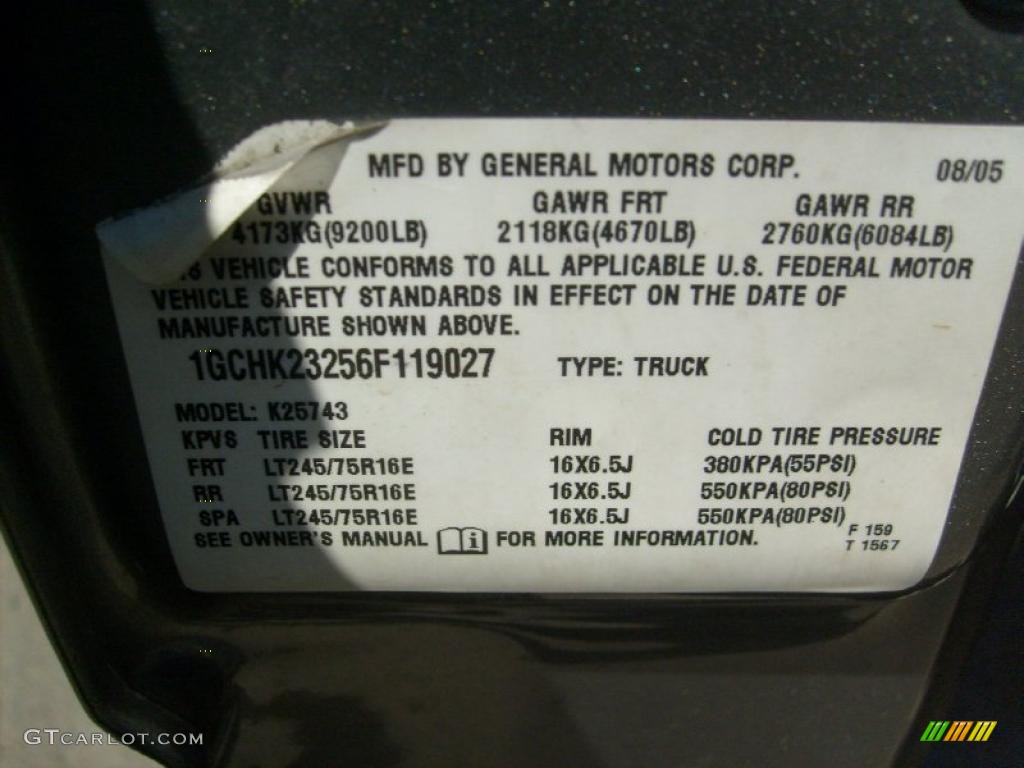 MFD BY GENERAL MOTORS CORP. 08/05
GVWR GAWR FRT GAWR RR
4173KG(9200LB) 2118KG(4670LB) 2760KG(6084LB)
VEHICLE CONFORMS TO ALL APPLICABLE U.S. FEDERAL MOTOR
VEHICLE SAFETY STANDARDS IN EFFECT ON THE DATE OF
MANUFACTURE SHOWN ABOVE.
1GCHK23256F119027 TYPE: TRUCK
MODEL: K25743
KPVS TIRE SIZE RIM COLD TIRE PRESSURE
FRT LT245/75R16E 16X6.5J 380KPA(55PSI)
RR LT245/75R16E 16X6.5J 550KPA(80PSI)
SPA LT245/75R16E 16X6.5J 550KPA(80PSI)
SEE OWNER'S MANUAL i FOR MORE INFORMATION.
F 159
T 1567
GTCARLOT.COM